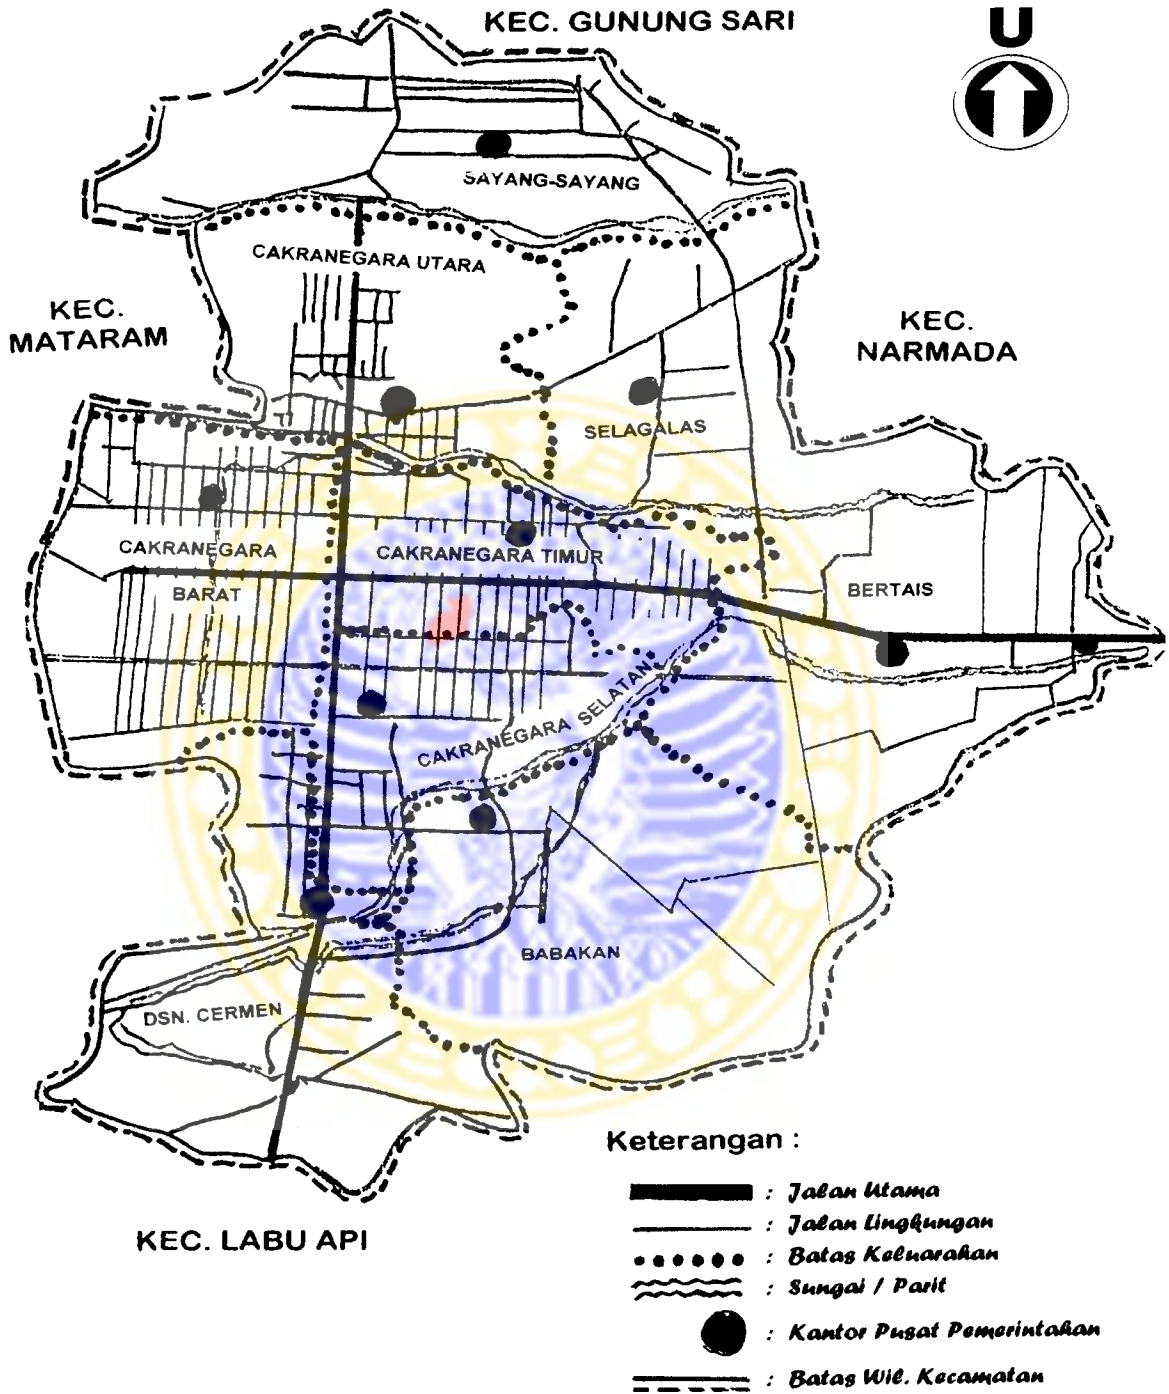 KEC. GUNUNG SARI
U
SAYANG-SAYANG
CAKRANEGARA UTARA
KEC.
MATARAM
KEC.
NARMADA
SELAGALAS
CAKRANEGARA
BARAT
CAKRANEGARA TIMUR
BERTAIS
CAKRANEGARA SELATAN
BABAKAN
DSN. CERMEN
KEC. LABU API
Keterangan :
: Jalan Utama
: Jalan Lingkungan
: Batas Keluarahan
: Sungai / Parit
: Kantor Pusat Pemerintahan
: Batas Wil. Kecamatan